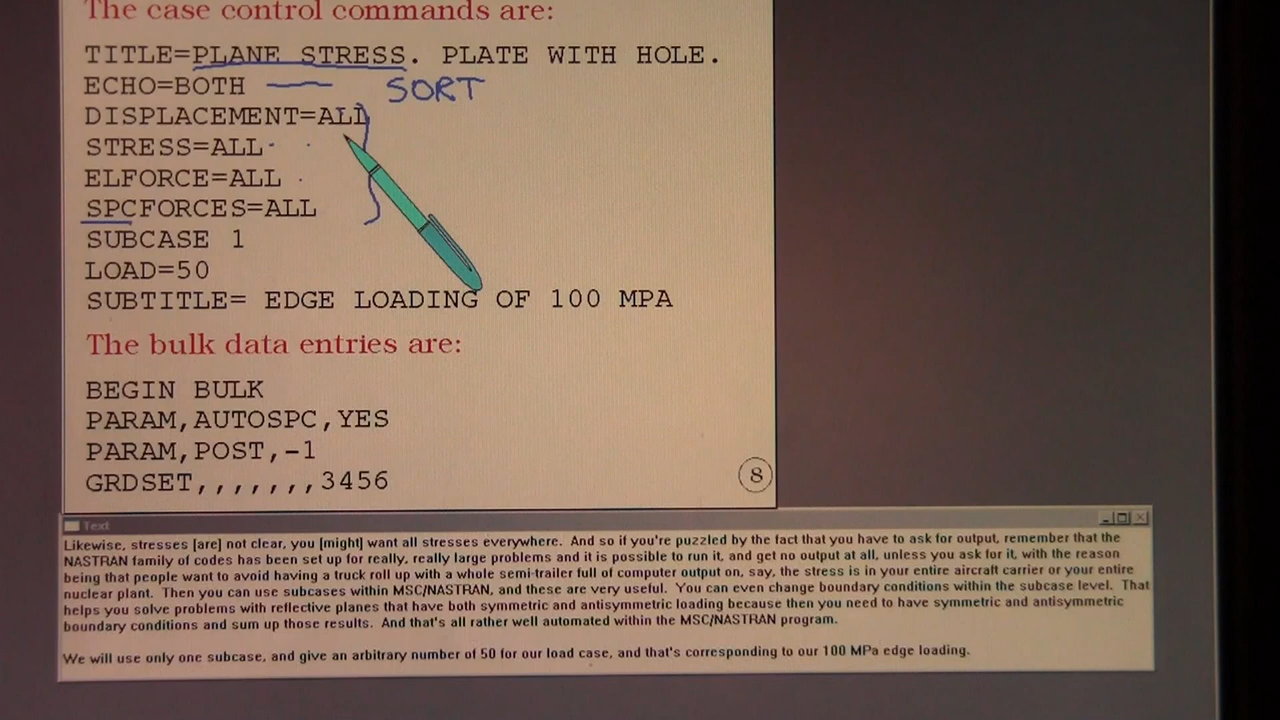 The case control commands are:
TITLE=PLANE STRESS. PLATE WITH HOLE.
ECHO=BOTH SORT
DISPLACEMENT=ALL
STRESS=ALL
ELFORCE=ALL
SPCFORCES=ALL
SUBCASE 1
LOAD=50
SUBTITLE= EDGE LOADING OF 100 MPA
The bulk data entries are:
BEGIN BULK
PARAM,AUTOSPC,YES
PARAM,POST,-1
GRDSET,,,,,,,3456
8
Text
Likewise, stresses [are] not clear, you [might] want all stresses everywhere. And so if you're puzzled by the fact that you have to ask for output, remember that the
NASTRAN family of codes has been set up for really, really large problems and it is possible to run it, and get no output at all, unless you ask for it, with the reason
being that people want to avoid having a truck roll up with a whole semi-trailer full of computer output on, say, the stress is in your entire aircraft carrier or your entire
nuclear plant. Then you can use subcases within MSC/NASTRAN, and these are very useful. You can even change boundary conditions within the subcase level. That
helps you solve problems with reflective planes that have both symmetric and antisymmetric loading because then you need to have symmetric and antisymmetric
boundary conditions and sum up those results. And that's all rather well automated within the MSC/NASTRAN program.
We will use only one subcase, and give an arbitrary number of 50 for our load case, and that's corresponding to our 100 MPa edge loading.